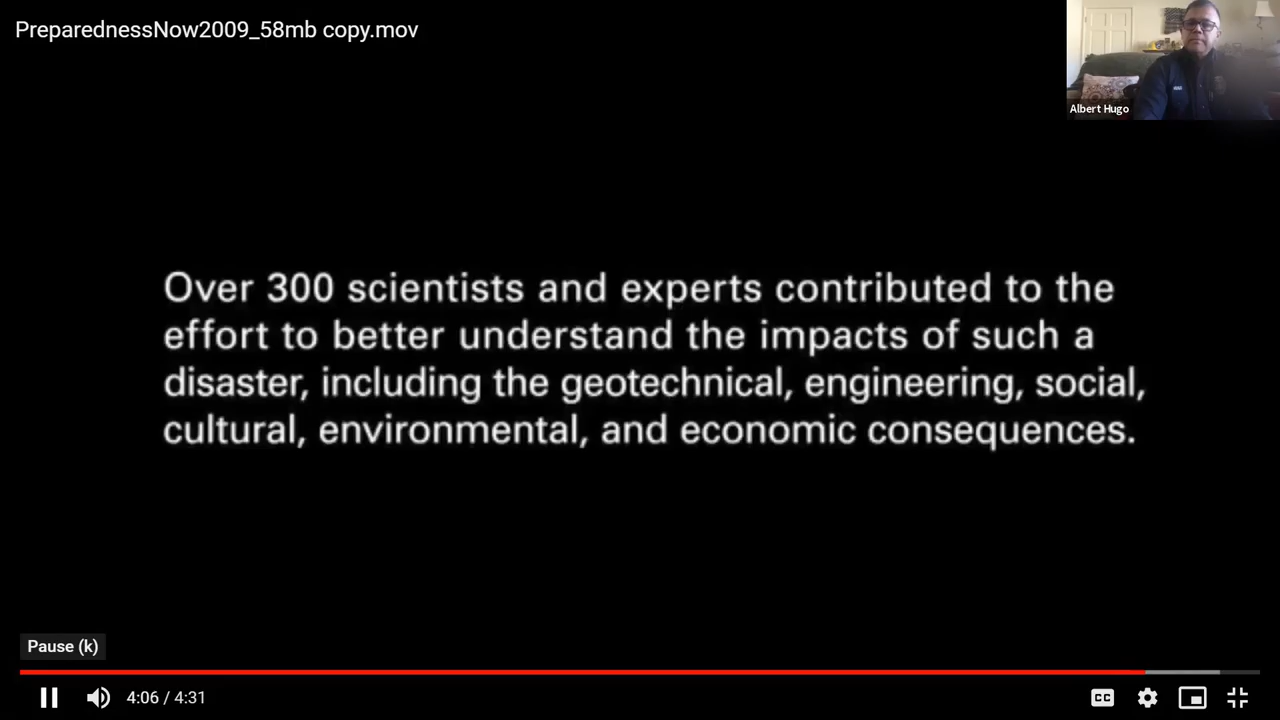 PreparednessNow2009_58mb copy.mov
Albert Hugo
Over 300 scientists and experts contributed to the
effort to better understand the impacts of such a
disaster, including the geotechnical, engineering, social,
cultural, environmental, and economic consequences.
Pause (k)
4:06 / 4:31
CC